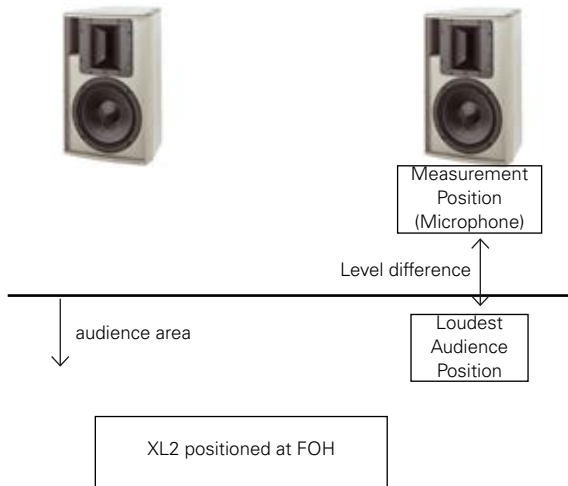 Measurement
Position
(Microphone)
Level difference
audience area
Loudest
Audience
Position
XL2 positioned at FOH